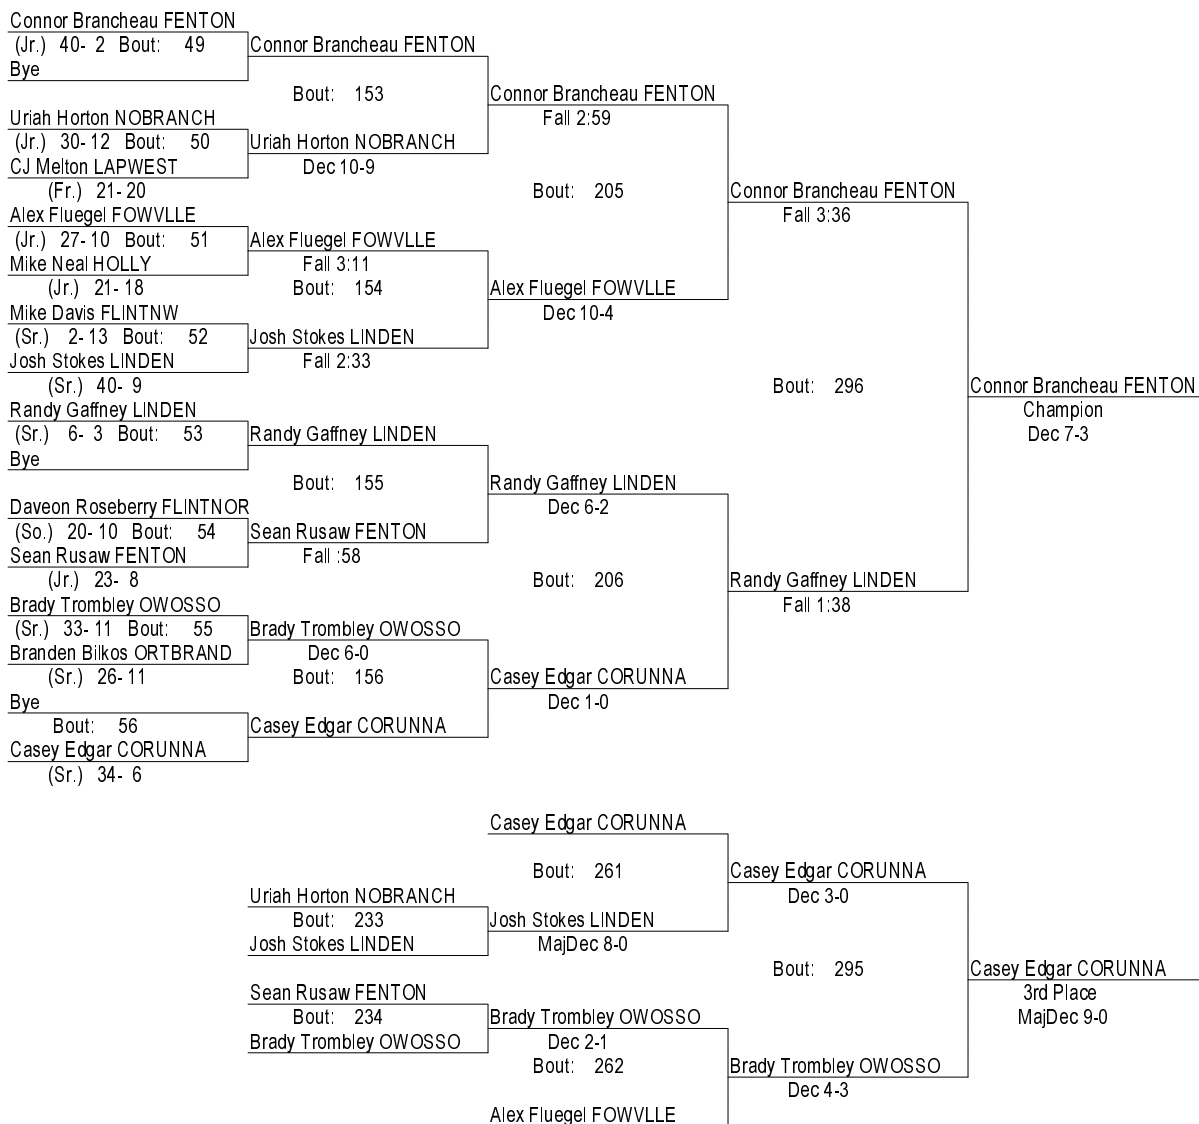 Connor Brancheau FENTON
(Jr.) 40- 2 Bout: 49
Bye
Connor Brancheau FENTON
Bout: 153
Uriah Horton NOBRANCH
(Jr.) 30- 12 Bout: 50
CJ Melton LAPWEST
(Fr.) 21- 20
Uriah Horton NOBRANCH
Dec 10-9
Connor Brancheau FENTON
Fall 2:59
Bout: 205
Alex Fluegel FOWVLLE
(Jr.) 27- 10 Bout: 51
Mike Neal HOLLY
(Jr.) 21- 18
Alex Fluegel FOWVLLE
Fall 3:11
Bout: 154
Mike Davis FLINTNW
(Sr.) 2- 13 Bout: 52
Josh Stokes LINDEN
(Sr.) 40- 9
Josh Stokes LINDEN
Fall 2:33
Alex Fluegel FOWVLLE
Dec 10-4
Connor Brancheau FENTON
Fall 3:36
Bout: 296
Randy Gaffney LINDEN
(Sr.) 6- 3 Bout: 53
Bye
Randy Gaffney LINDEN
Bout: 155
Daveon Roseberry FLINTNOR
(So.) 20- 10 Bout: 54
Sean Rusaw FENTON
(Jr.) 23- 8
Sean Rusaw FENTON
Fall :58
Randy Gaffney LINDEN
Dec 6-2
Bout: 206
Brady Trombley OWOSSO
(Sr.) 33- 11 Bout: 55
Branden Bilkos ORTBRAND
(Sr.) 26- 11
Brady Trombley OWOSSO
Dec 6-0
Bout: 156
Bye
Bout: 56
Casey Edgar CORUNNA
(Sr.) 34- 6
Casey Edgar CORUNNA
Casey Edgar CORUNNA
Dec 1-0
Randy Gaffney LINDEN
Fall 1:38
Connor Brancheau FENTON
Champion
Dec 7-3
Casey Edgar CORUNNA
Bout: 261
Uriah Horton NOBRANCH
Bout: 233
Josh Stokes LINDEN
Josh Stokes LINDEN
MajDec 8-0
Casey Edgar CORUNNA
Dec 3-0
Bout: 295
Sean Rusaw FENTON
Bout: 234
Brady Trombley OWOSSO
Brady Trombley OWOSSO
Dec 2-1
Bout: 262
Alex Fluegel FOWVLLE
Brady Trombley OWOSSO
Dec 4-3
Casey Edgar CORUNNA
3rd Place
MajDec 9-0